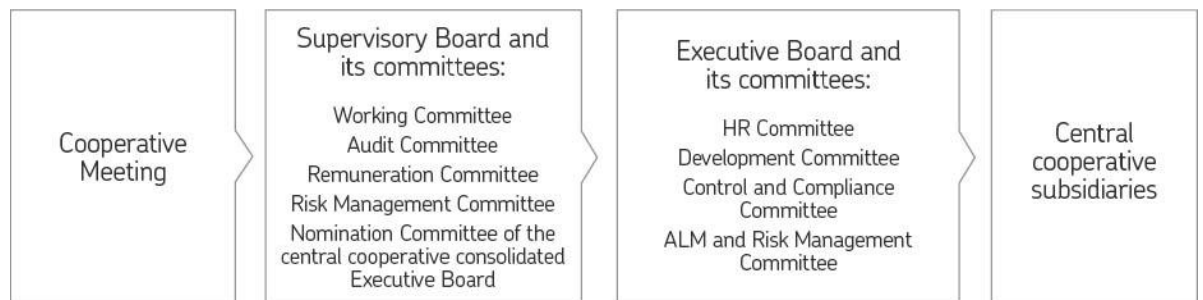 Cooperative
Meeting
Supervisory Board and
its committees:
Working Committee
Audit Committee
Remuneration Committee
Risk Management Committee
Nomination Committee of the
central cooperative consolidated
Executive Board
Executive Board and
its committees:
HR Committee
Development Committee
Control and Compliance
Committee
ALM and Risk Management
Committee
Central
cooperative
subsidiaries